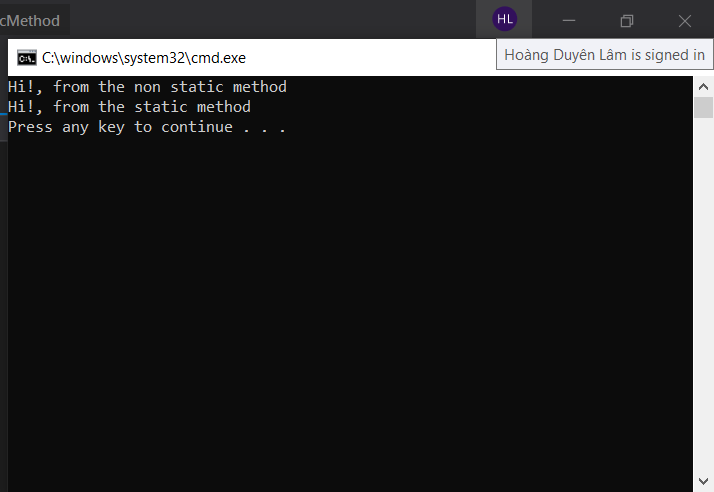 cMethod
HL
Hoàng Duyên Lâm is signed in
C:\windows\system32\cmd.exe
Hi!, from the non static method
Hi!, from the static method
Press any key to continue . . .